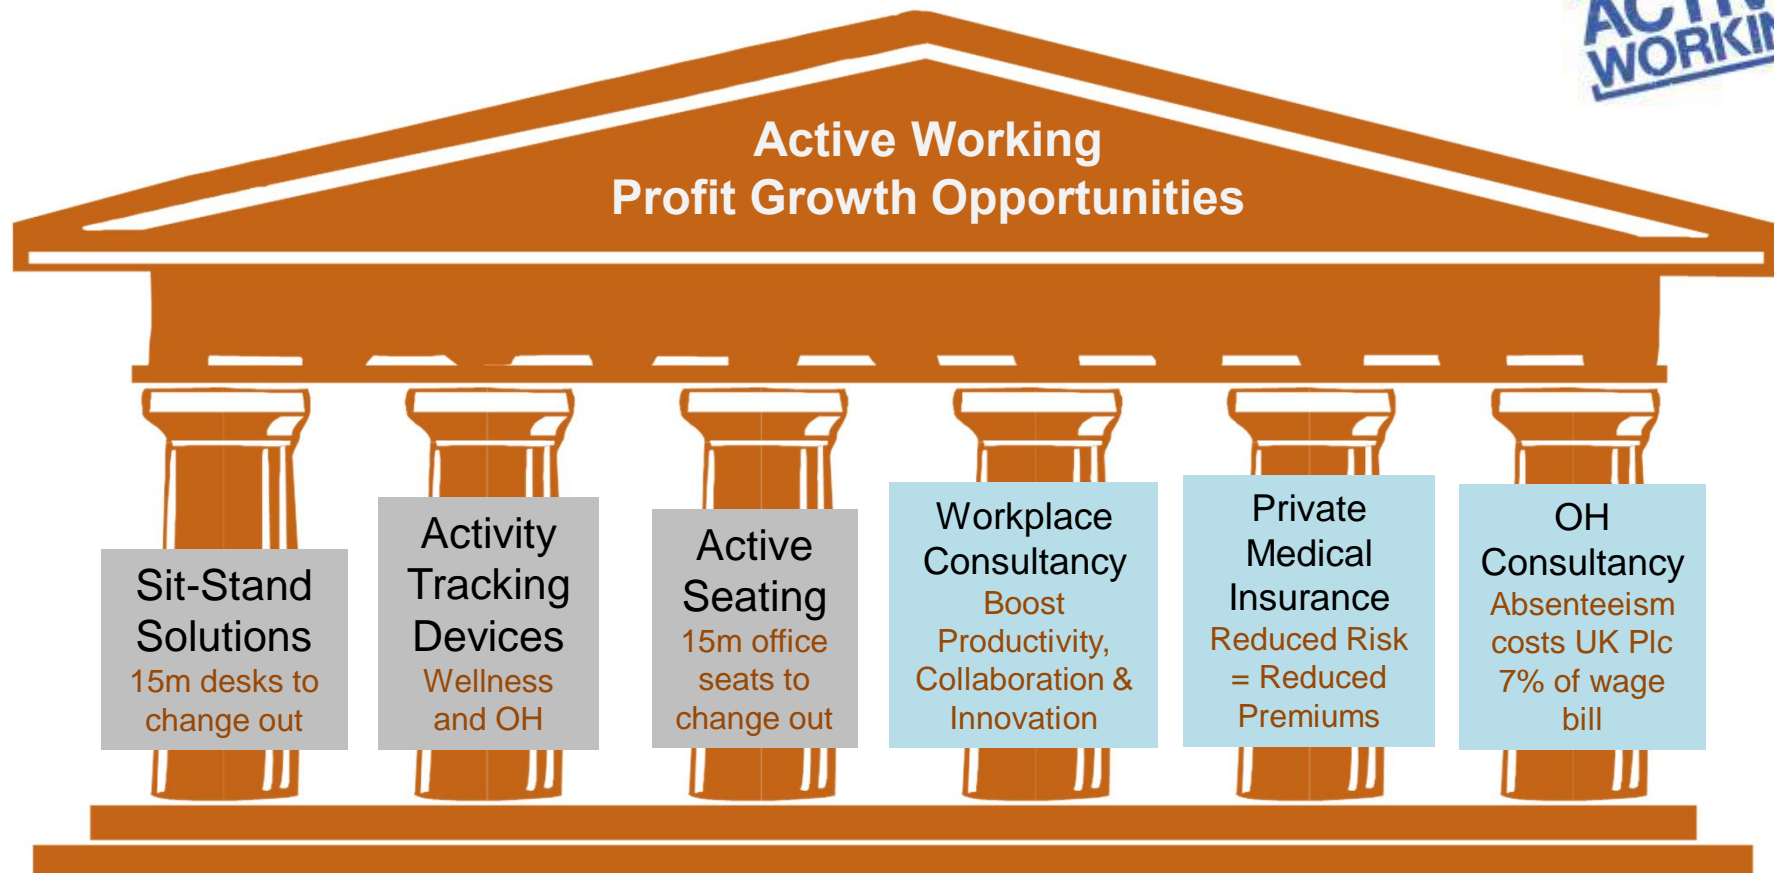 ACTIVE
WORKING
Active Working
Profit Growth Opportunities
Sit-Stand
Solutions
15m desks to
change out
Activity
Tracking
Devices
Wellness
and OH
Active
Seating
15m office
seats to
change out
Workplace
Consultancy
Boost
Productivity,
Collaboration &
Innovation
Private
Medical
Insurance
Reduced Risk
= Reduced
Premiums
OH
Consultancy
Absenteeism
costs UK Plc
7% of wage
bill